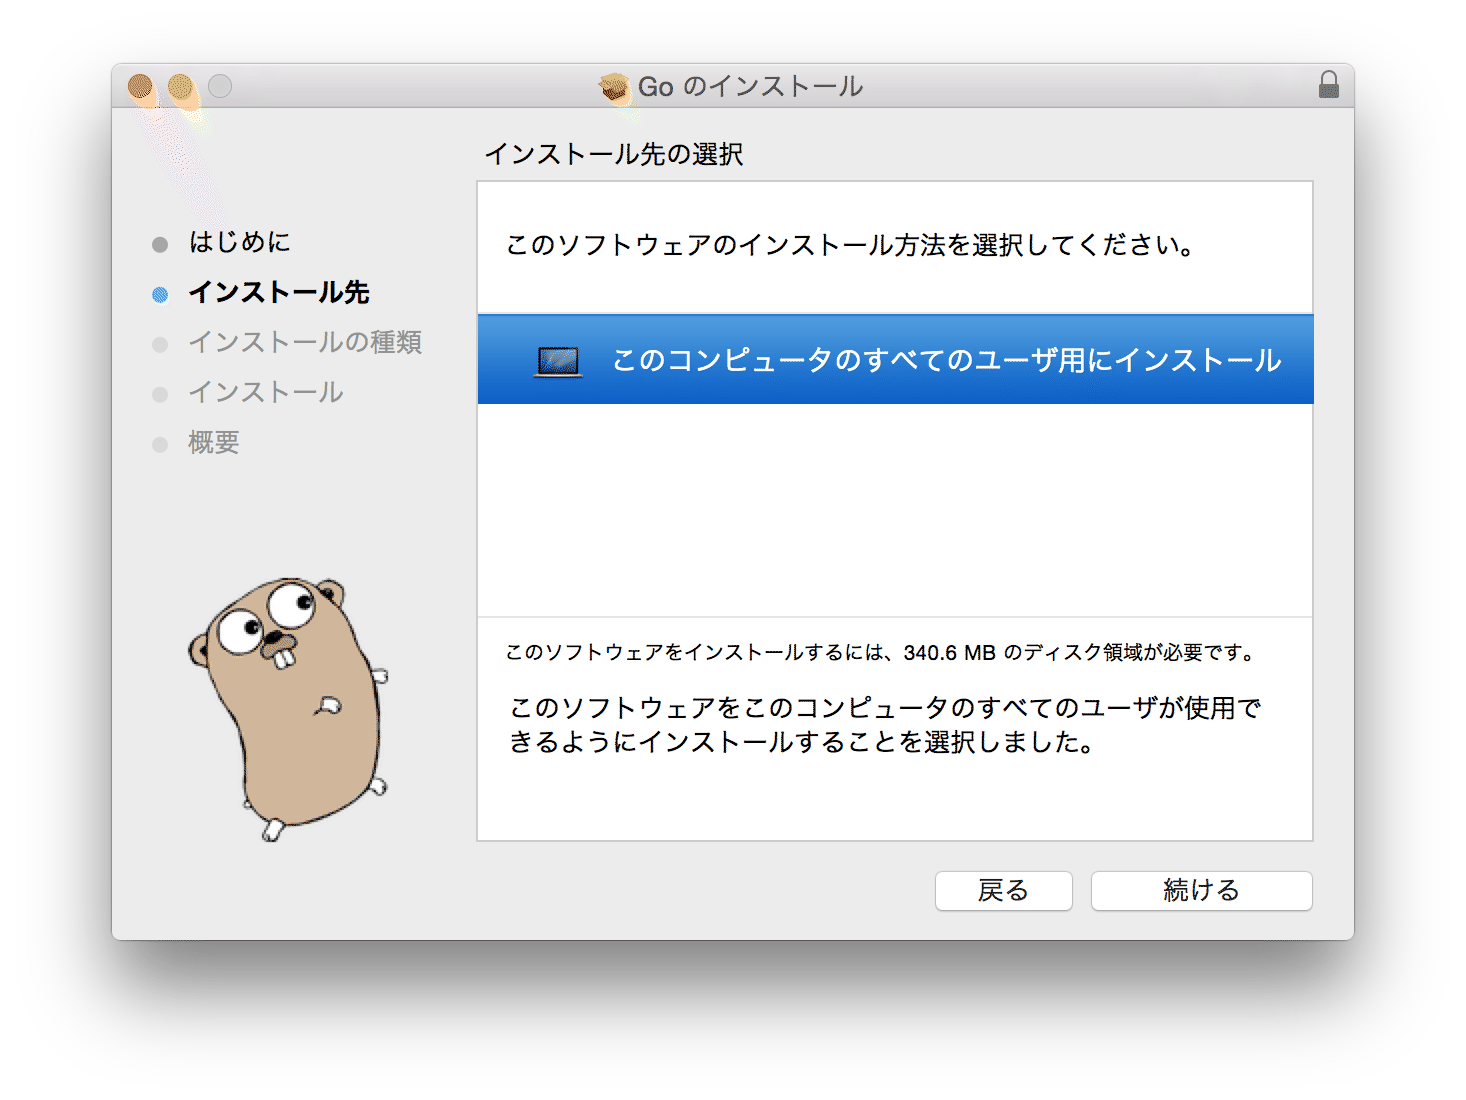 Go のインストール
インストール先の選択
はじめに
インストール先
インストールの種類
インストール
概要
このソフトウェアのインストール方法を選択してください。
このコンピュータのすべてのユーザ用にインストール
このソフトウェアをインストールするには、340.6 MB のディスク領域が必要です。
このソフトウェアをこのコンピュータのすべてのユーザが使用で
きるようにインストールすることを選択しました。
戻る
続ける